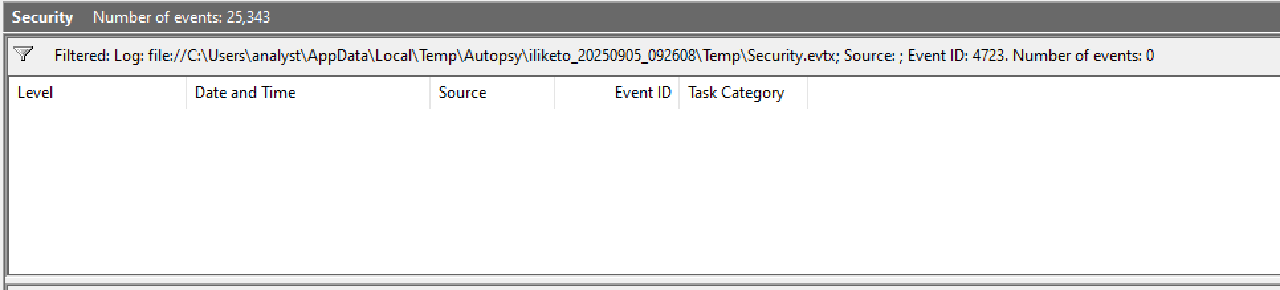 Security Number of events: 25,343
Filtered: Log: file://C:\Users\analyst\AppData\Local\Temp\Autopsy\iliketo_20250905_092608\Temp\Security.evtx; Source: ; Event ID: 4723. Number of events: 0
Level Date and Time Source Event ID Task Category